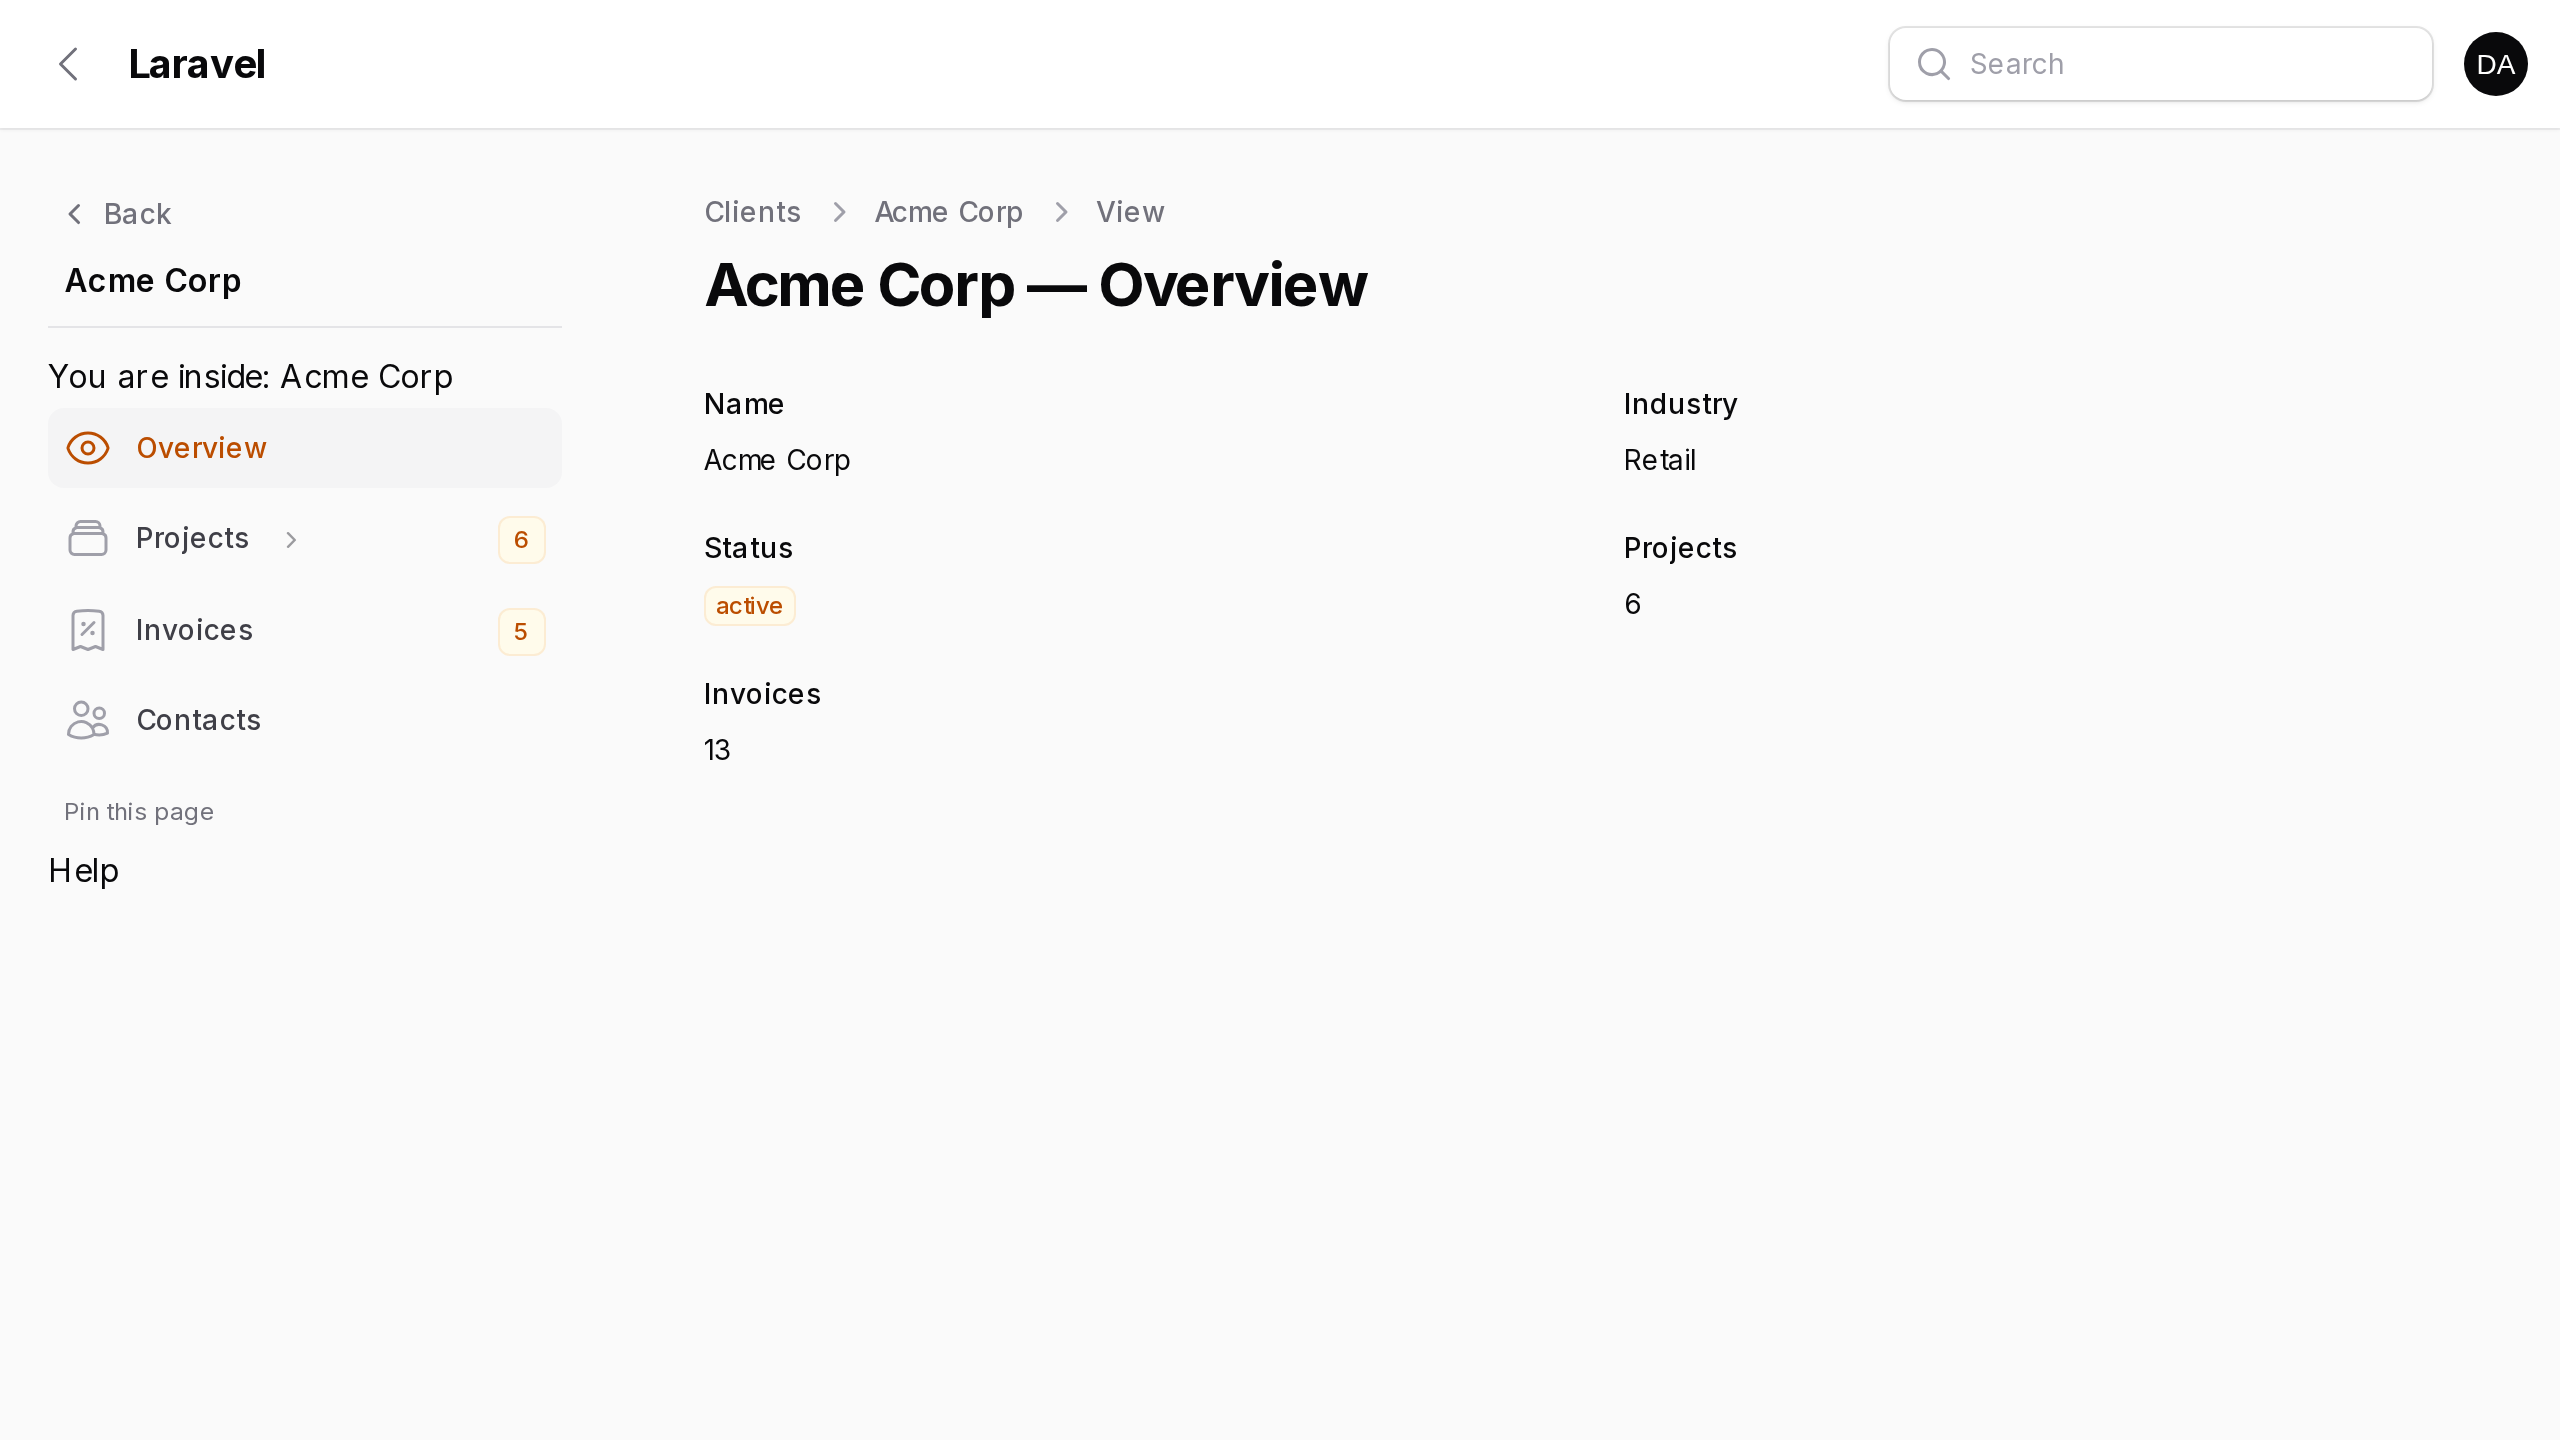 Laravel
Search
DA
Back
Acme Corp
You are inside: Acme Corp
Overview
Projects 6
Invoices 5
Contacts
Pin this page
Help
Clients > Acme Corp > View
Acme Corp — Overview
Name
Acme Corp
Industry
Retail
Status
active
Projects
6
Invoices
13